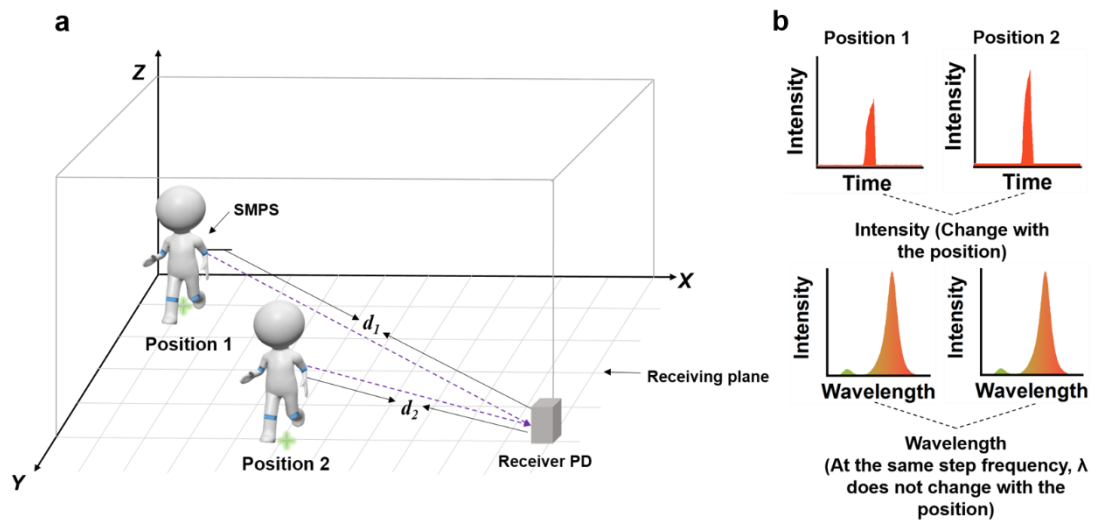 a
Z
SMPS
X
d1
Position 1
Receiving plane
d2
Position 2
Receiver PD
Y
b
Position 1
Position 2
Intensity
Intensity
Time
Time
Intensity (Change with
the position)
Intensity
Intensity
Wavelength
Wavelength
Wavelength
(At the same step frequency, λ
does not change with the
position)